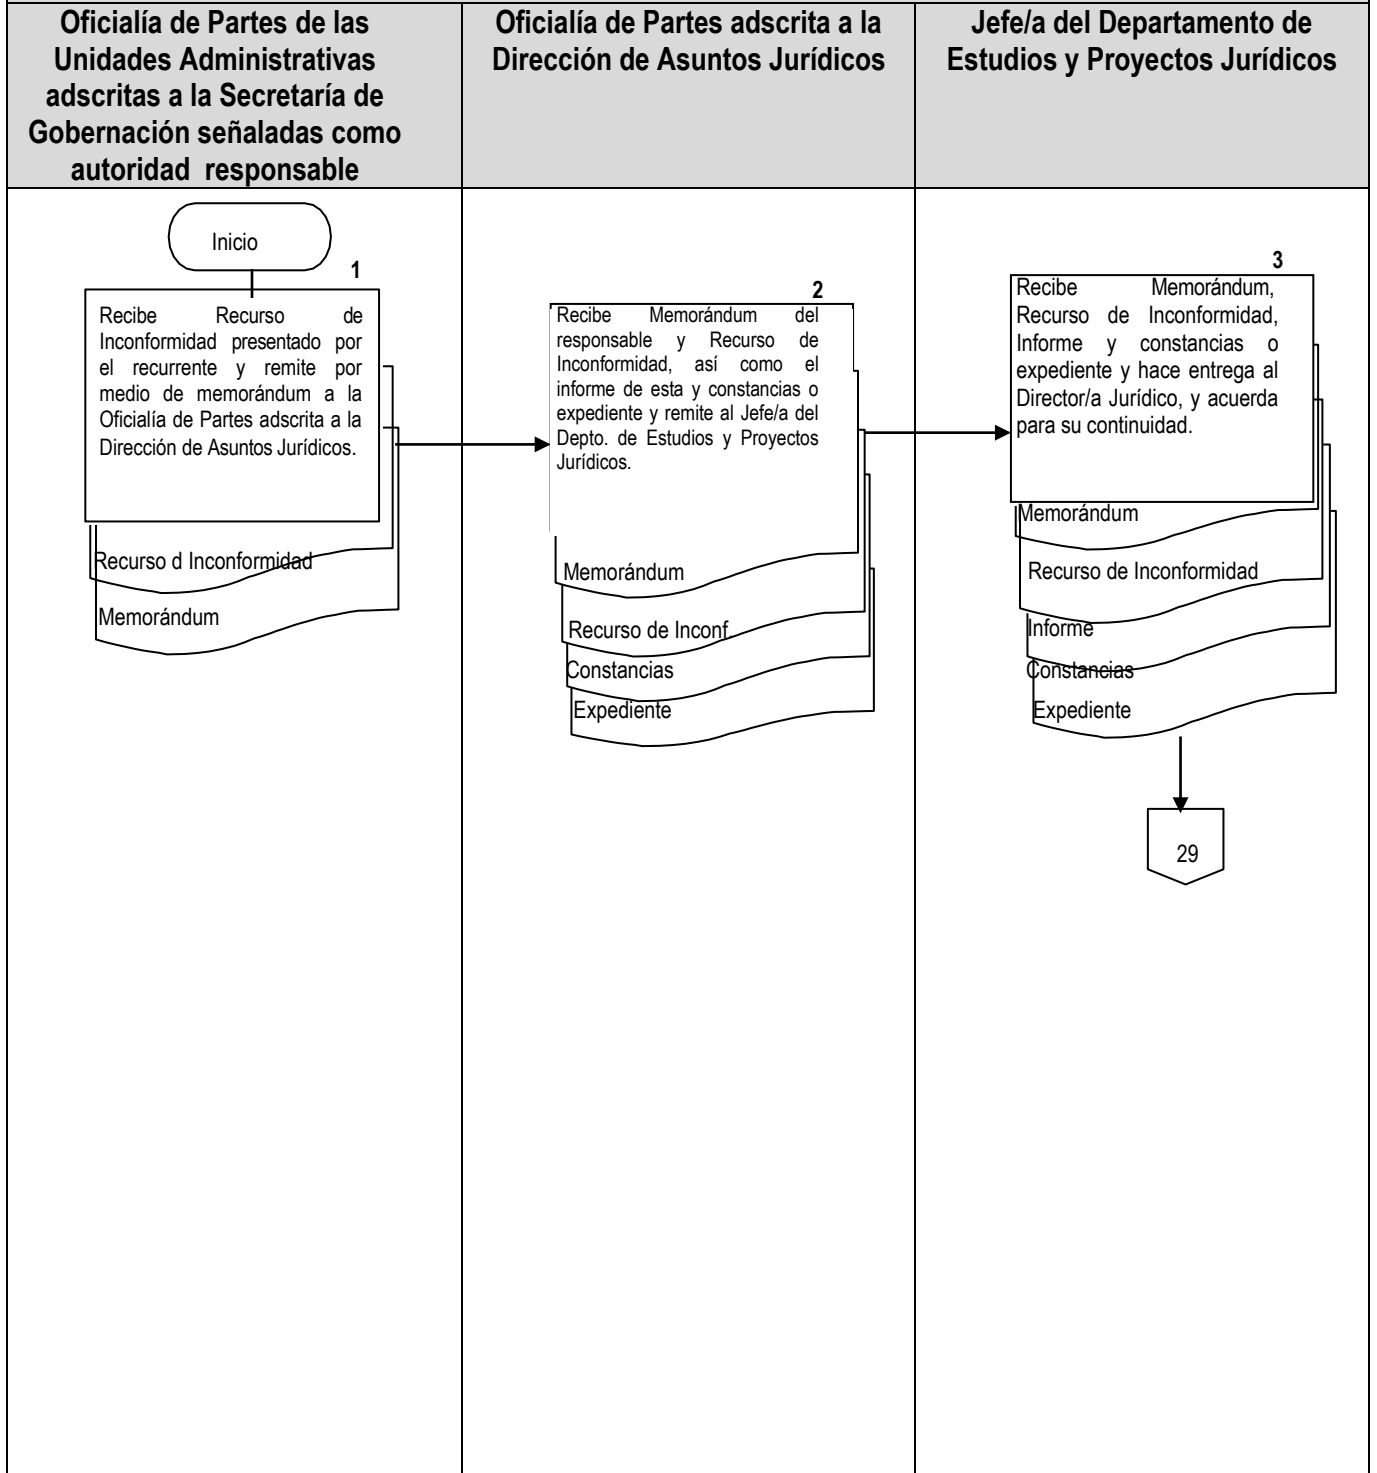 Oficialía de Partes de las
Unidades Administrativas
adscritas a la Secretaría de
Gobernación señaladas como
autoridad responsable
Oficialía de Partes adscrita a la
Dirección de Asuntos Jurídicos
Jefe/a del Departamento de
Estudios y Proyectos Jurídicos
Inicio
1
Recibe Recurso de
Inconformidad presentado por
el recurrente y remite por
medio de memorándum a la
Oficialía de Partes adscrita a la
Dirección de Asuntos Jurídicos.
Recurso d Inconformidad
Memorándum
2
Recibe Memorándum del
responsable y Recurso de
Inconformidad, así como el
informe de esta y constancias o
expediente y remite al Jefe/a del
Depto. de Estudios y Proyectos
Jurídicos.
Memorándum
Recurso de Inconf.
Constancias
Expediente
3
Recibe Memorándum,
Recurso de Inconformidad,
Informe y constancias o
expediente y hace entrega al
Director/a Jurídico, y acuerda
para su continuidad.
Memorándum
Recurso de Inconformidad
Informe
Constancias
Expediente
29